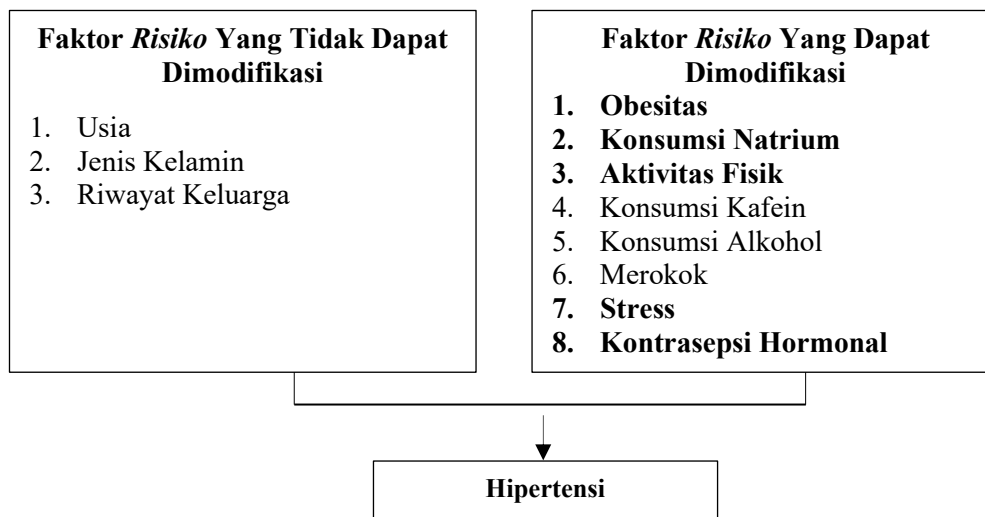 Faktor Risiko Yang Tidak Dapat
Dimodifikasi
1. Usia
2. Jenis Kelamin
3. Riwayat Keluarga
Faktor Risiko Yang Dapat
Dimodifikasi
1. Obesitas
2. Konsumsi Natrium
3. Aktivitas Fisik
4. Konsumsi Kafein
5. Konsumsi Alkohol
6. Merokok
7. Stress
8. Kontrasepsi Hormonal
Hipertensi